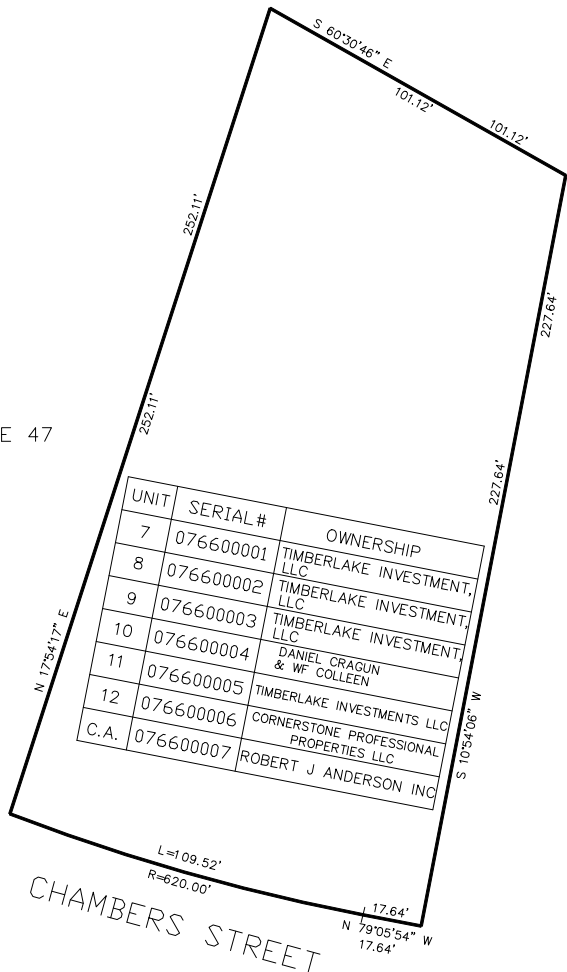 S 60°30'46" E
101.12'
101.12'
252.11'
227.64'
252.11'
E 47
227.64'
UNIT SERIAL# OWNERSHIP
7 076600001 TIMBERLAKE INVESTMENT,
LLC
8 076600002 TIMBERLAKE INVESTMENT,
LLC
9 076600003 TIMBERLAKE INVESTMENT,
LLC
10 076600004 DANIEL CRAGUN
& WF COLLEEN
11 076600005 TIMBERLAKE INVESTMENTS LLC
12 076600006 CORNERSTONE PROFESSIONAL
PROPERTIES LLC
C.A. 076600007 ROBERT J ANDERSON INC
N 17°54'17" E
S 10°54'06" W
L=109.52'
R=620.00'
17.64'
N 79°05'54" W
17.64'
CHAMBERS STREET